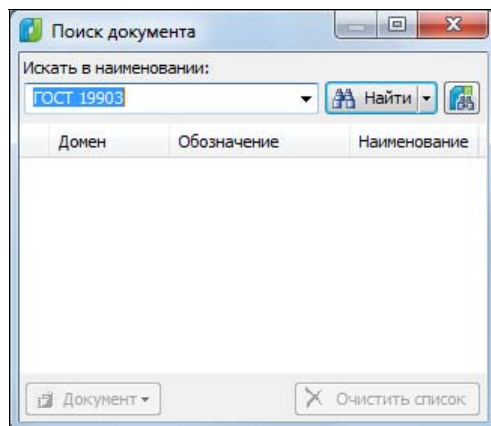 Поиск документа
Искать в наименовании:
ГОСТ 19903 Найти
Домен Обозначение Наименование
Документ Очистить список